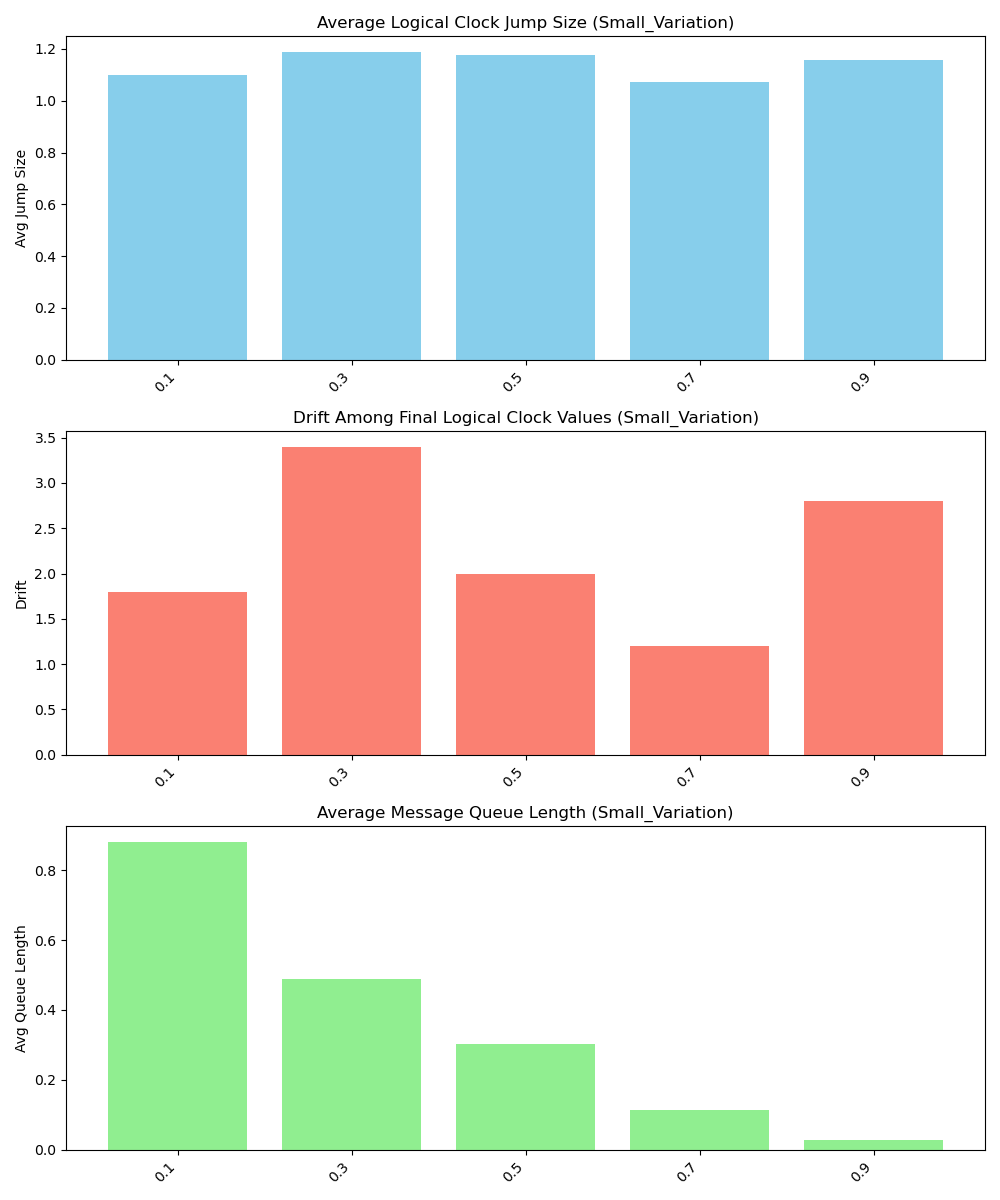 Average Logical Clock Jump Size (Small_Variation)
Avg Jump Size
1.2
1.0
0.8
0.6
0.4
0.2
0.0
0.1 0.3 0.5 0.7 0.9
Drift Among Final Logical Clock Values (Small_Variation)
Drift
3.5
3.0
2.5
2.0
1.5
1.0
0.5
0.0
0.1 0.3 0.5 0.7 0.9
Average Message Queue Length (Small_Variation)
Avg Queue Length
0.8
0.6
0.4
0.2
0.0
0.1 0.3 0.5 0.7 0.9